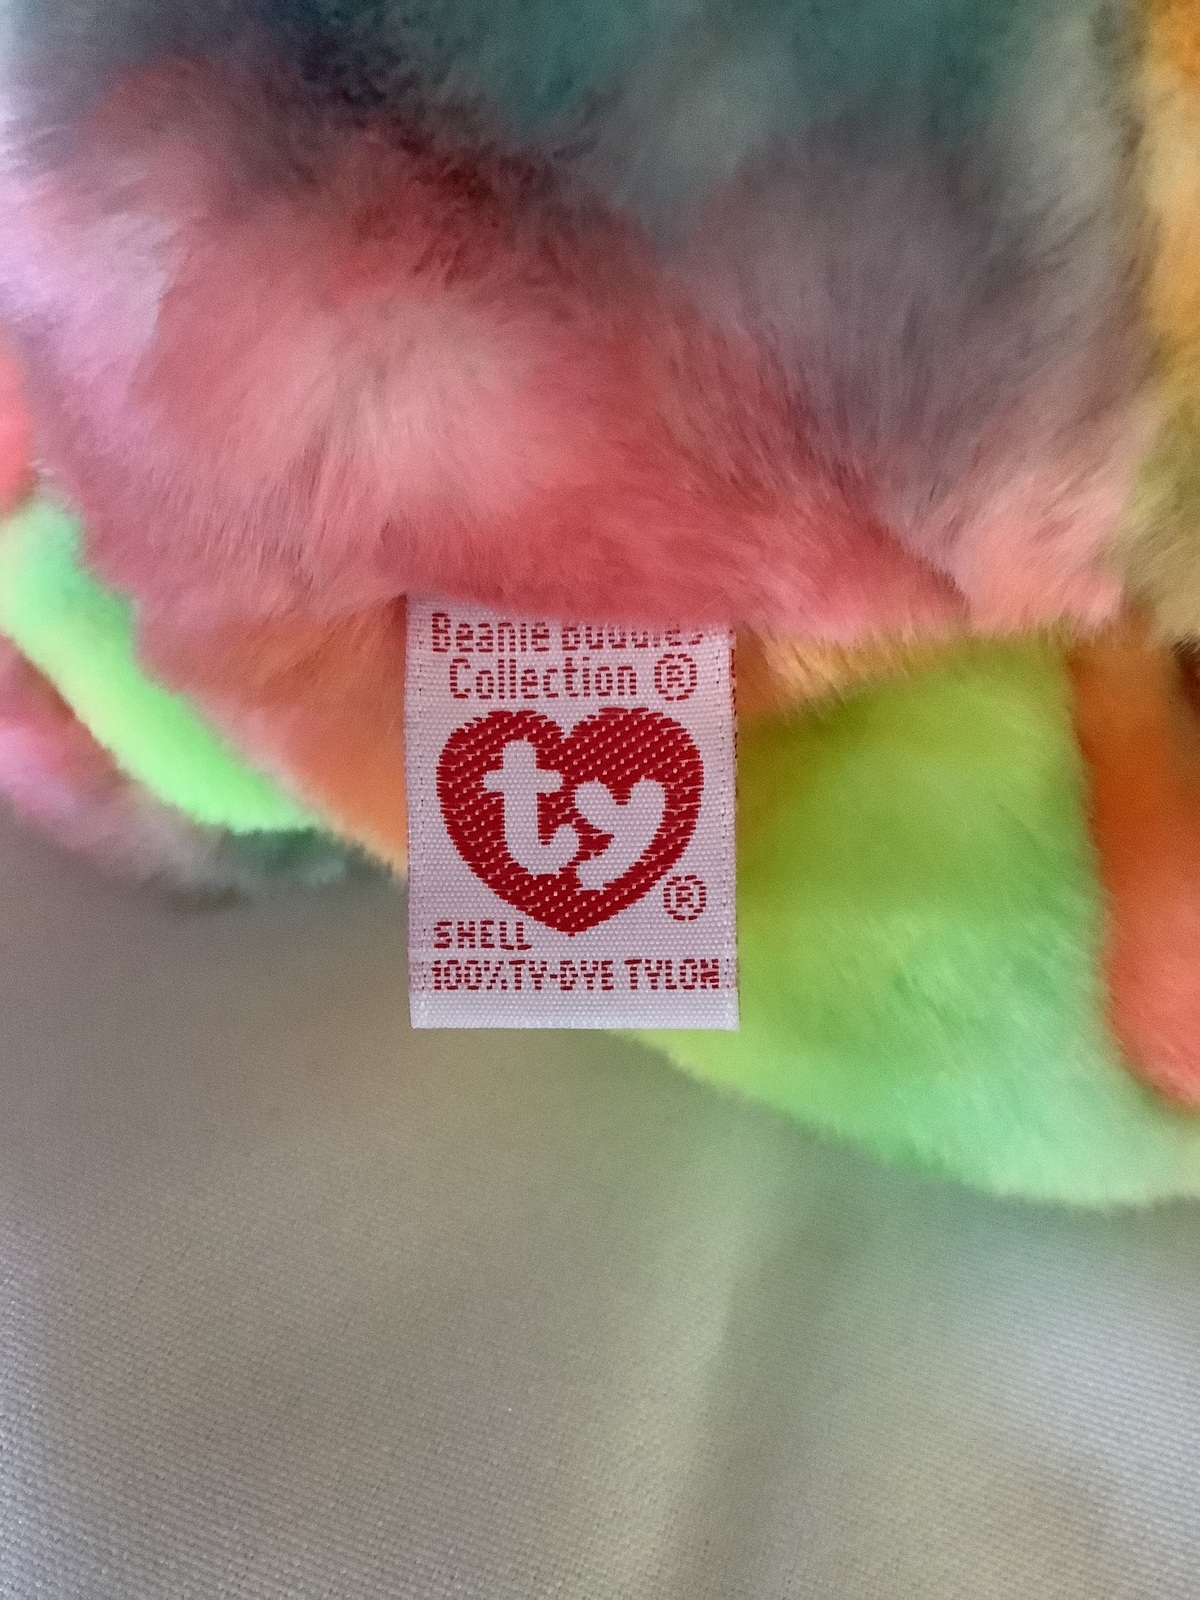 Beanie Buddies
Collection ®
ty
®
SHELL
100%TY-DYE TYLON